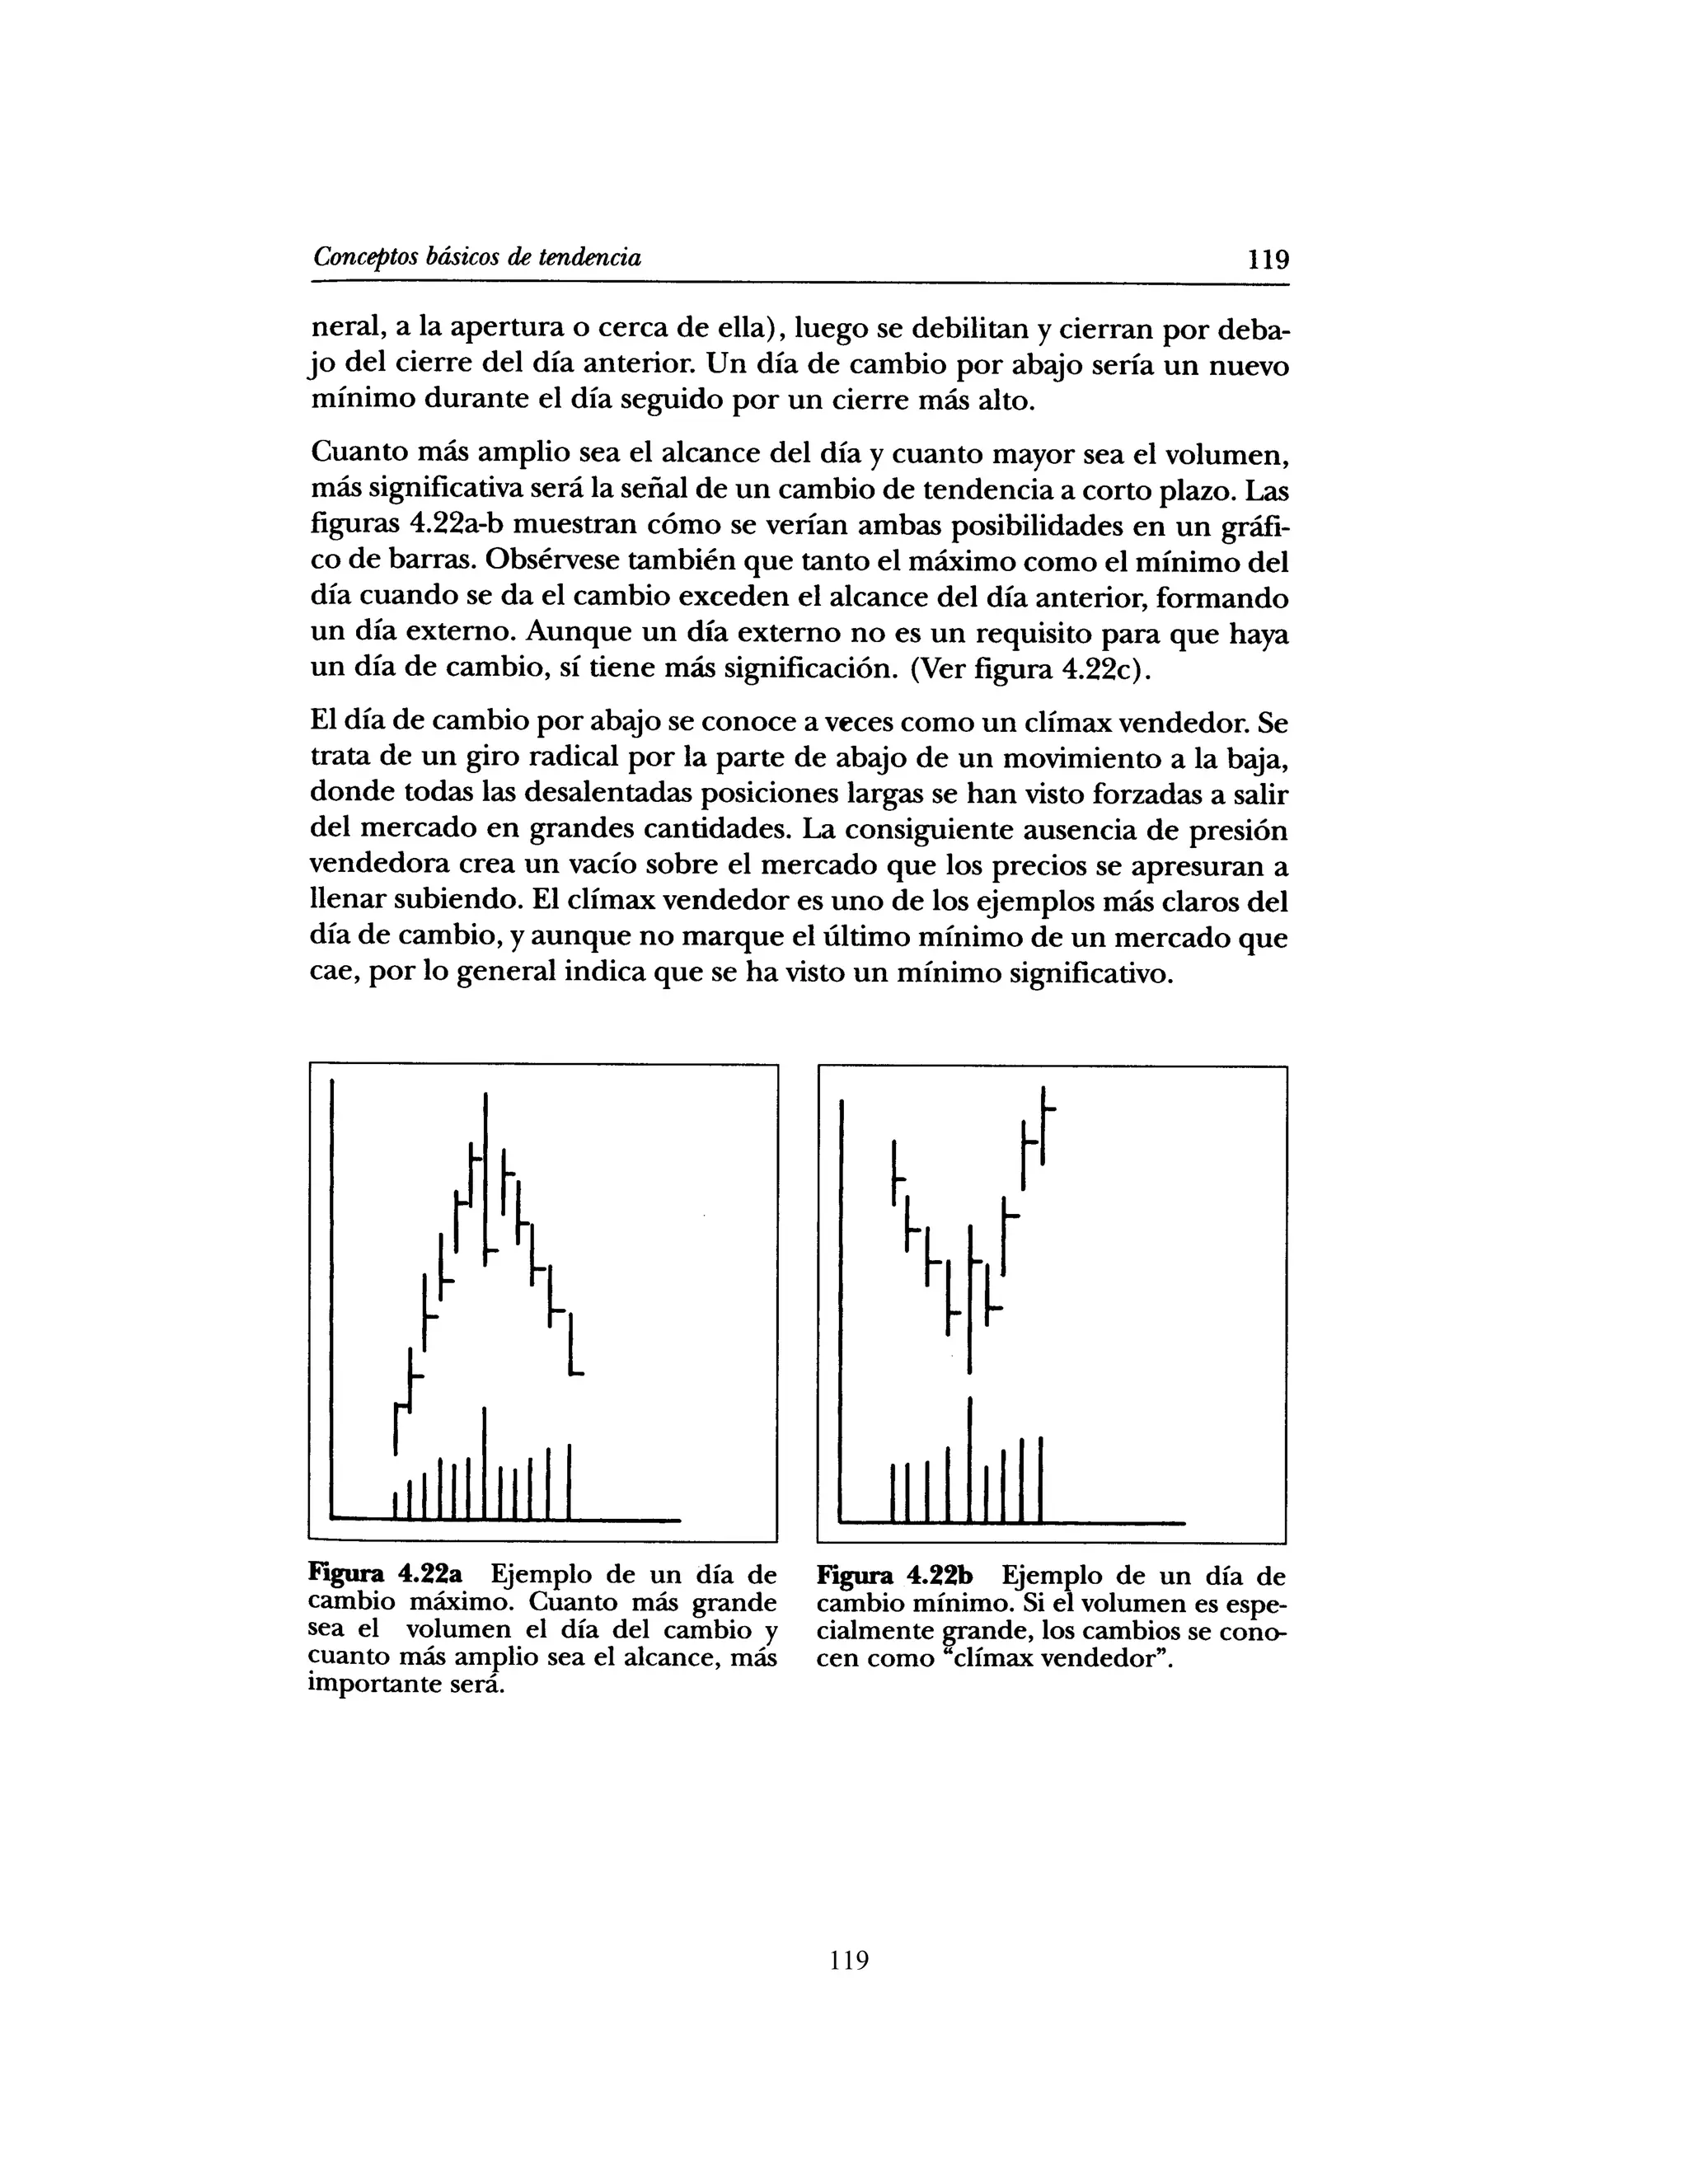 Conceptos básicos de tendencia 119
neral, a la apertura o cerca de ella), luego se debilitan y cierran por deba-
jo del cierre del día anterior. Un día de cambio por abajo sería un nuevo
mínimo durante el día seguido por un cierre más alto.
Cuanto más amplio sea el alcance del día y cuanto mayor sea el volumen,
más significativa será la señal de un cambio de tendencia a corto plazo. Las
figuras 4.22a-b muestran cómo se verían ambas posibilidades en un gráfi-
co de barras. Obsérvese también que tanto el máximo como el mínimo del
día cuando se da el cambio exceden el alcance del día anterior, formando
un día externo. Aunque un día externo no es un requisito para que haya
un día de cambio, sí tiene más significación. (Ver figura 4.22c).
El día de cambio por abajo se conoce a veces como un clímax vendedor. Se
trata de un giro radical por la parte de abajo de un movimiento a la baja,
donde todas las desalentadas posiciones largas se han visto forzadas a salir
del mercado en grandes cantidades. La consiguiente ausencia de presión
vendedora crea un vacío sobre el mercado que los precios se apresuran a
llenar subiendo. El clímax vendedor es uno de los ejemplos más claros del
día de cambio, y aunque no marque el último mínimo de un mercado que
cae, por lo general indica que se ha visto un mínimo significativo.
Figura 4.22a Ejemplo de un día de
cambio máximo. Cuanto más grande
sea el volumen el día del cambio y
cuanto más amplio sea el alcance, más
importante será.
Figura 4.22b Ejemplo de un día de
cambio mínimo. Si el volumen es espe-
cialmente grande, los cambios se cono-
cen como “clímax vendedor”.
119